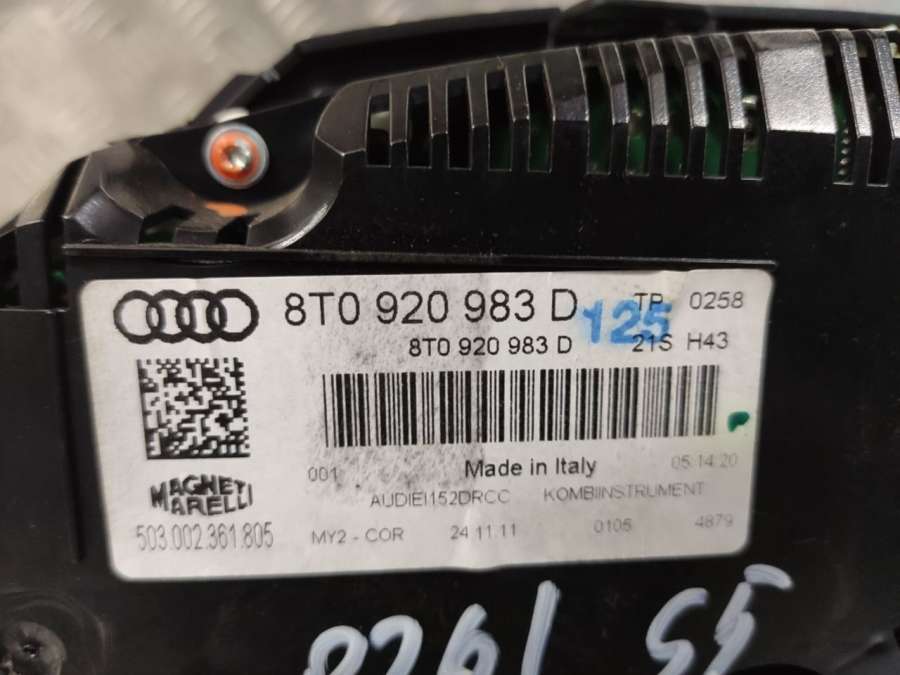 8T0 920 983 D TP 0258
125
8T0 920 983 D 21S H43
001 Made in Italy 05:14:20
MAGNETI
MARELLI
AUDIEI152DRCC KOMBIINSTRUMENT
503.002.361.805 MY2 - COR 24 11.11 0105 4879